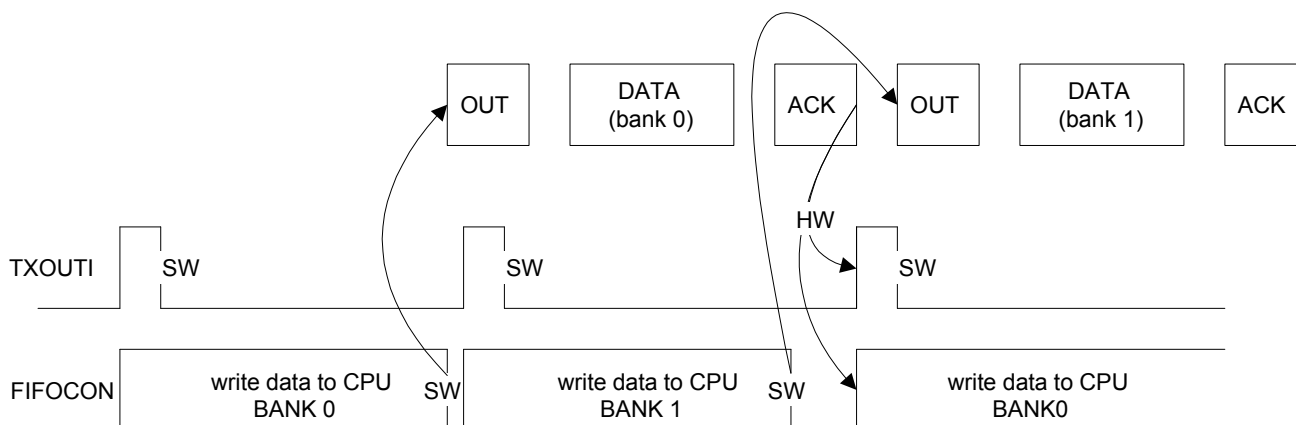 OUT
DATA
(bank 0)
ACK
OUT
DATA
(bank 1)
ACK
HW
TXOUTI
SW
SW
SW
FIFOCON
write data to CPU
BANK 0
SW
write data to CPU
BANK 1
SW
write data to CPU
BANK0